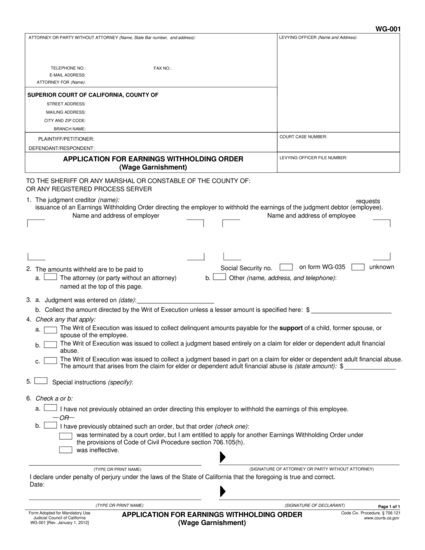 WG-001
ATTORNEY OR PARTY WITHOUT ATTORNEY (Name, State Bar number, and address):
LEVYING OFFICER (Name and Address):
TELEPHONE NO.:
FAX NO.:
E-MAIL ADDRESS:
ATTORNEY FOR (Name):
SUPERIOR COURT OF CALIFORNIA, COUNTY OF
STREET ADDRESS:
MAILING ADDRESS:
CITY AND ZIP CODE:
BRANCH NAME:
PLAINTIFF/PETITIONER:
DEFENDANT/RESPONDENT:
COURT CASE NUMBER:
APPLICATION FOR EARNINGS WITHHOLDING ORDER
(Wage Garnishment)
LEVYING OFFICER FILE NUMBER:
TO THE SHERIFF OR ANY MARSHAL OR CONSTABLE OF THE COUNTY OF:
OR ANY REGISTERED PROCESS SERVER
1. The judgment creditor (name): requests
issuance of an Earnings Withholding Order directing the employer to withhold the earnings of the judgment debtor (employee).
Name and address of employer Name and address of employee
2. The amounts withheld are to be paid to Social Security no. on form WG-035 unknown
a. The attorney (or party without an attorney) b. Other (name, address, and telephone):
named at the top of this page.
3. a. Judgment was entered on (date):
b. Collect the amount directed by the Writ of Execution unless a lesser amount is specified here: $
4. Check any that apply:
a. The Writ of Execution was issued to collect delinquent amounts payable for the support of a child, former spouse, or
spouse of the employee.
b. The Writ of Execution was issued to collect a judgment based entirely on a claim for elder or dependent adult financial
abuse.
c. The Writ of Execution was issued to collect a judgment based in part on a claim for elder or dependent adult financial abuse.
The amount that arises from the claim for elder or dependent adult financial abuse is (state amount): $
5. Special instructions (specify):
6. Check a or b:
a. I have not previously obtained an order directing this employer to withhold the earnings of this employee.
—OR—
b. I have previously obtained such an order, but that order (check one):
was terminated by a court order, but I am entitled to apply for another Earnings Withholding Order under
the provisions of Code of Civil Procedure section 706.105(h).
was ineffective.
(TYPE OR PRINT NAME) (SIGNATURE OF ATTORNEY OR PARTY WITHOUT ATTORNEY)
I declare under penalty of perjury under the laws of the State of California that the foregoing is true and correct.
Date:
(TYPE OR PRINT NAME) (SIGNATURE OF DECLARANT)
Page 1 of 1
Form Adopted for Mandatory Use
Judicial Council of California
WG-001 [Rev. January 1, 2012]
APPLICATION FOR EARNINGS WITHHOLDING ORDER
(Wage Garnishment)
Code Civ. Procedure, § 706.121
www.courts.ca.gov